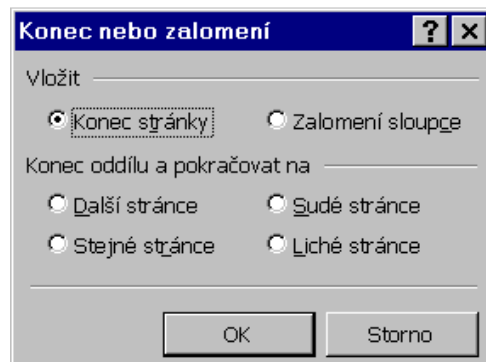 Konec nebo zalomení
Vložit
Konec stránky
Zalomení sloupce
Konec oddílu a pokračovat na
Další stránce
Sudé stránce
Stejné stránce
Liché stránce
OK
Storno